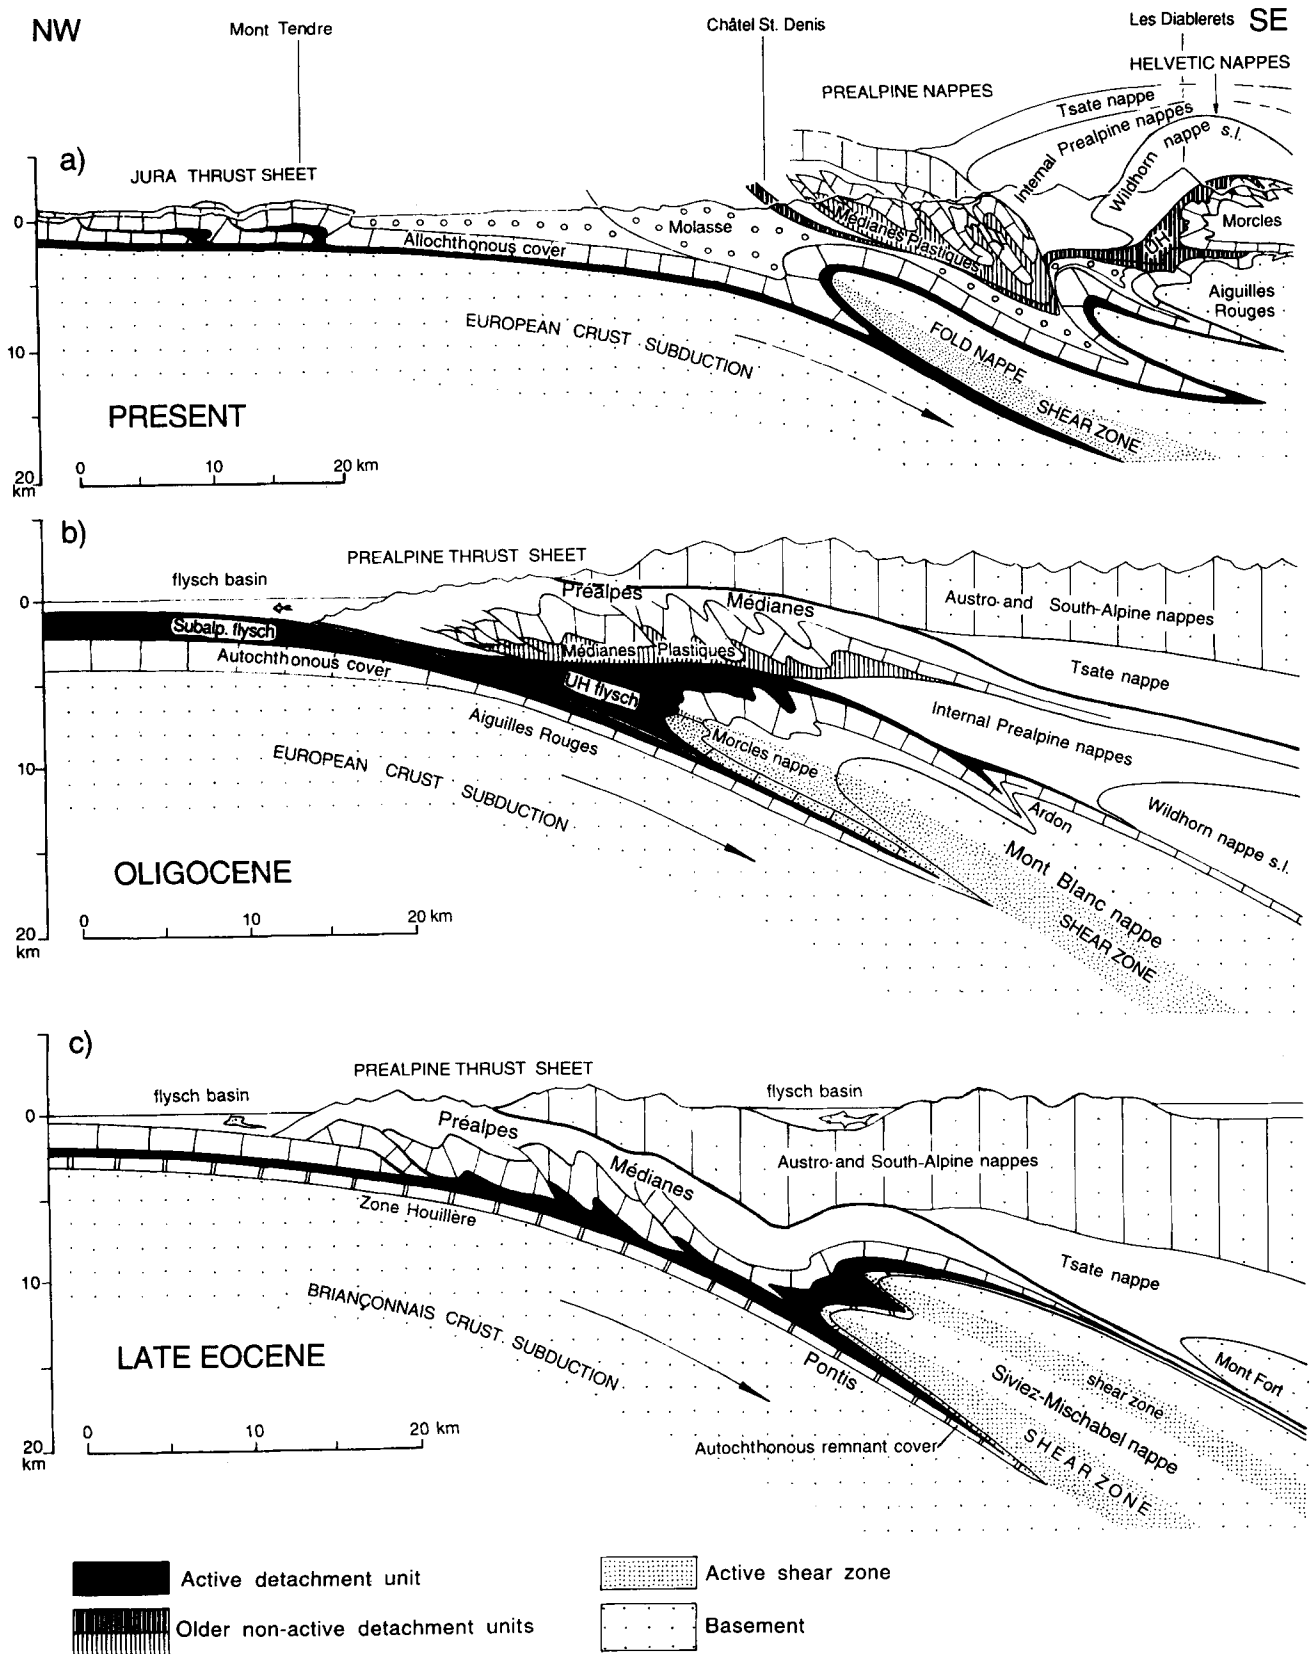 NW
Mont Tendre
Châtel St. Denis
Les Diablerets
SE
HELVETIC NAPPES
PREALPINE NAPPES
Tsate nappe
Internal Prealpine nappes
Wildhorn nappe s.l.
a)
JURA THRUST SHEET
0
Molasse
Médianes Plastiques
UH
Morcles
Allochthonous cover
Aiguilles Rouges
EUROPEAN CRUST SUBDUCTION
FOLD NAPPE
SHEAR ZONE
10
PRESENT
0 10 20 km
20 km
b)
PREALPINE THRUST SHEET
flysch basin
0
Préalpes Médianes
Austro- and South-Alpine nappes
Subalp. flysch
Médianes Plastiques
Autochthonous cover
Tsate nappe
UH flysch
Internal Prealpine nappes
Aiguilles Rouges
Morcles nappe
EUROPEAN CRUST SUBDUCTION
10
Ardon
Wildhorn nappe s.l.
Mont Blanc nappe
SHEAR ZONE
OLIGOCENE
0 10 20 km
20 km
c)
PREALPINE THRUST SHEET
flysch basin
flysch basin
0
Préalpes Médianes
Austro- and South-Alpine nappes
Zone Houillère
Tsate nappe
10
BRIANÇONNAIS CRUST SUBDUCTION
Pontis
Mont Fort
shear zone
Siviez-Mischabel nappe
SHEAR ZONE
LATE EOCENE
0 10 20 km
Autochthonous remnant cover
20 km
Active detachment unit
Active shear zone
Older non-active detachment units
Basement